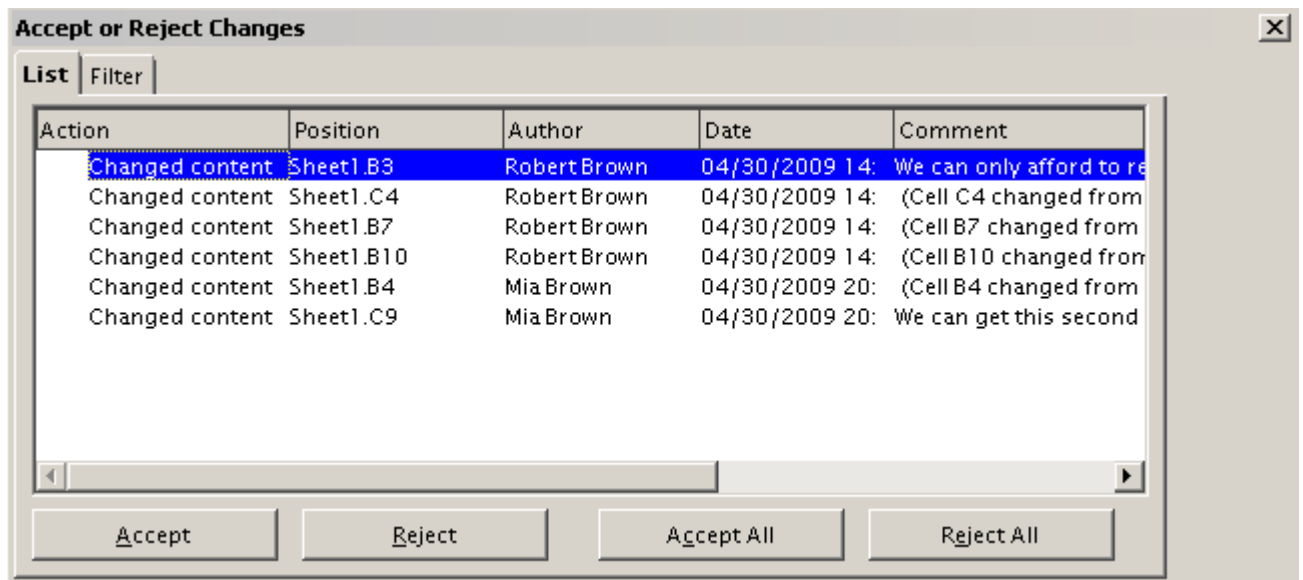 Accept or Reject Changes
List Filter
Action Position Author Date Comment
Changed content Sheet1.B3 Robert Brown 04/30/2009 14: We can only afford to re
Changed content Sheet1.C4 Robert Brown 04/30/2009 14: (Cell C4 changed from
Changed content Sheet1.B7 Robert Brown 04/30/2009 14: (Cell B7 changed from
Changed content Sheet1.B10 Robert Brown 04/30/2009 14: (Cell B10 changed from
Changed content Sheet1.B4 Mia Brown 04/30/2009 20: (Cell B4 changed from
Changed content Sheet1.C9 Mia Brown 04/30/2009 20: We can get this second
Accept Reject Accept All Reject All